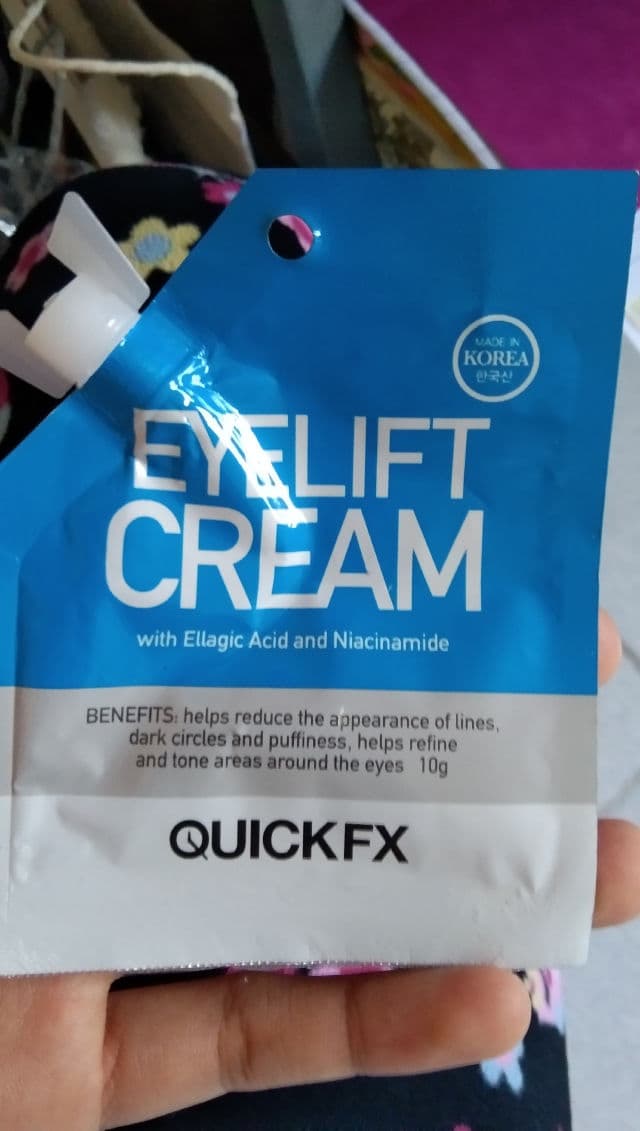 MADE IN
KOREA
한국산
EYELIFT
CREAM
with Ellagic Acid and Niacinamide
BENEFITS: helps reduce the appearance of lines,
dark circles and puffiness, helps refine
and tone areas around the eyes 10g
QUICKFX